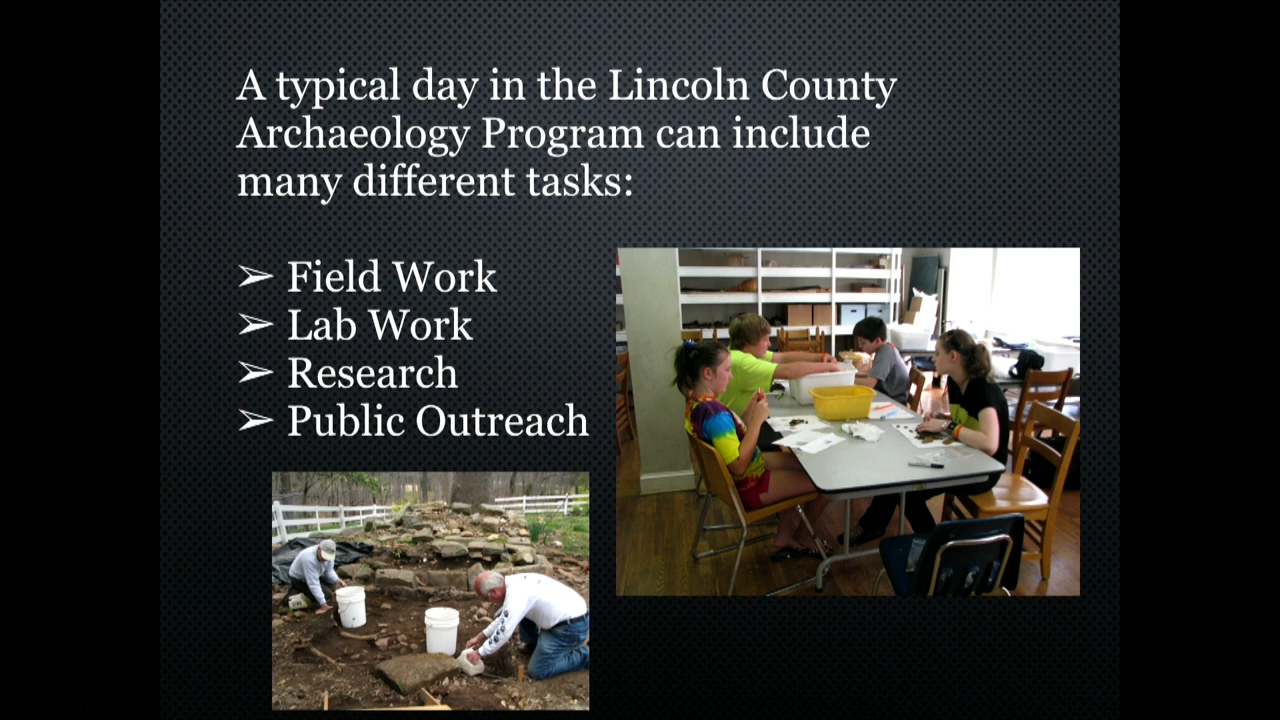 A typical day in the Lincoln County
Archaeology Program can include
many different tasks:
➢ Field Work
➢ Lab Work
➢ Research
➢ Public Outreach